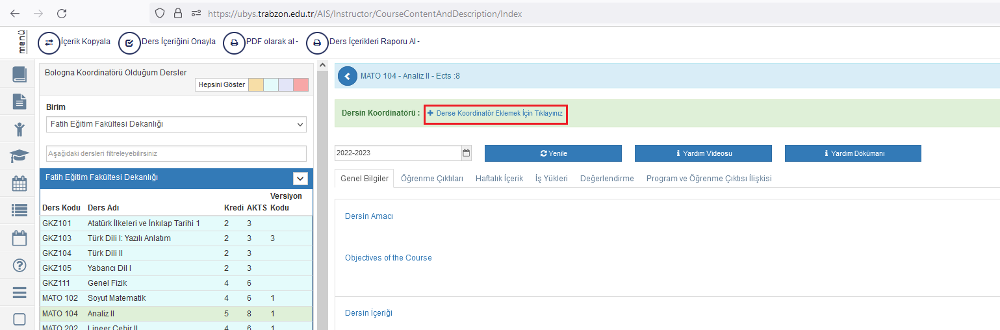 https://ubys.trabzon.edu.tr/AIS/Instructor/CourseContentAndDescription/Index
menü
İçerik Kopyala
Ders İçeriğini Onayla
PDF olarak al
Ders İçerikleri Raporu Al
Bologna Koordinatörü Olduğum Dersler
Hepsini Göster
Birim
Fatih Eğitim Fakültesi Dekanlığı
Aşağıdaki dersleri filtreleyebilirsiniz
Fatih Eğitim Fakültesi Dekanlığı
Ders Kodu Ders Adı Kredi AKTS Versiyon Kodu
GKZ101 Atatürk İlkeleri ve İnkılap Tarihi 1 2 3
GKZ103 Türk Dili I: Yazılı Anlatım 2 3 3
GKZ104 Türk Dili II 2 3
GKZ105 Yabancı Dil I 2 3
GKZ111 Genel Fizik 4 6
MATO 102 Soyut Matematik 4 6 1
MATO 104 Analiz II 5 8 1
MATO 202 Lineer Cebir II 4 6 1
MATO 104 - Analiz II - Ects :8
Dersin Koordinatörü : Derse Koordinatör Eklemek İçin Tıklayınız
2022-2023
Yenile
Yardım Videosu
Yardım Dökümanı
Genel Bilgiler Öğrenme Çıktıları Haftalık İçerik İş Yükleri Değerlendirme Program ve Öğrenme Çıktısı İlişkisi
Dersin Amacı
Objectives of the Course
Dersin İçeriği